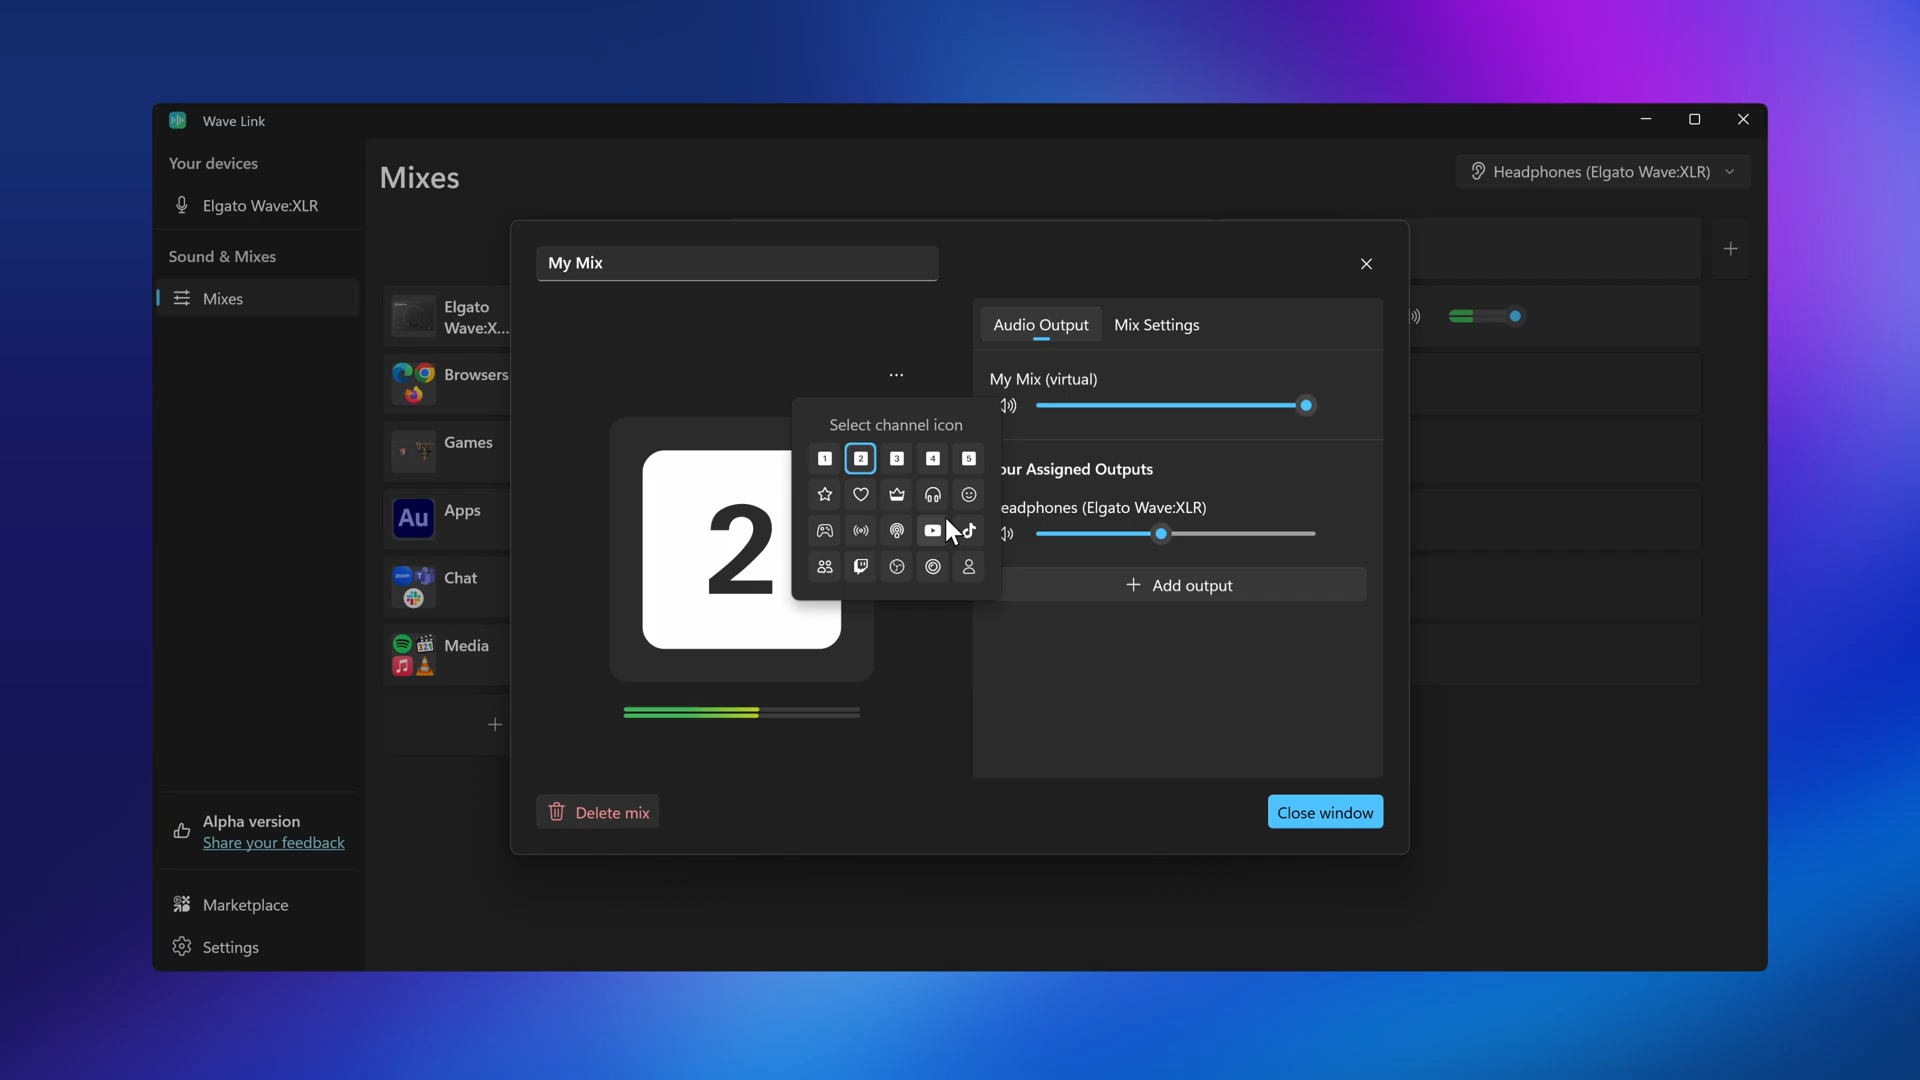 Wave Link
Your devices
Elgato Wave:XLR
Sound & Mixes
Mixes
Alpha version
Share your feedback
Marketplace
Settings
Mixes
Headphones (Elgato Wave:XLR)
Elgato
Wave:X...
Browsers
Games
Au
Apps
zoom
Chat
Media
My Mix
...
2
Select channel icon
1 2 3 4 5
Audio Output
Mix Settings
My Mix (virtual)
our Assigned Outputs
eadphones (Elgato Wave:XLR)
Add output
Delete mix
Close window